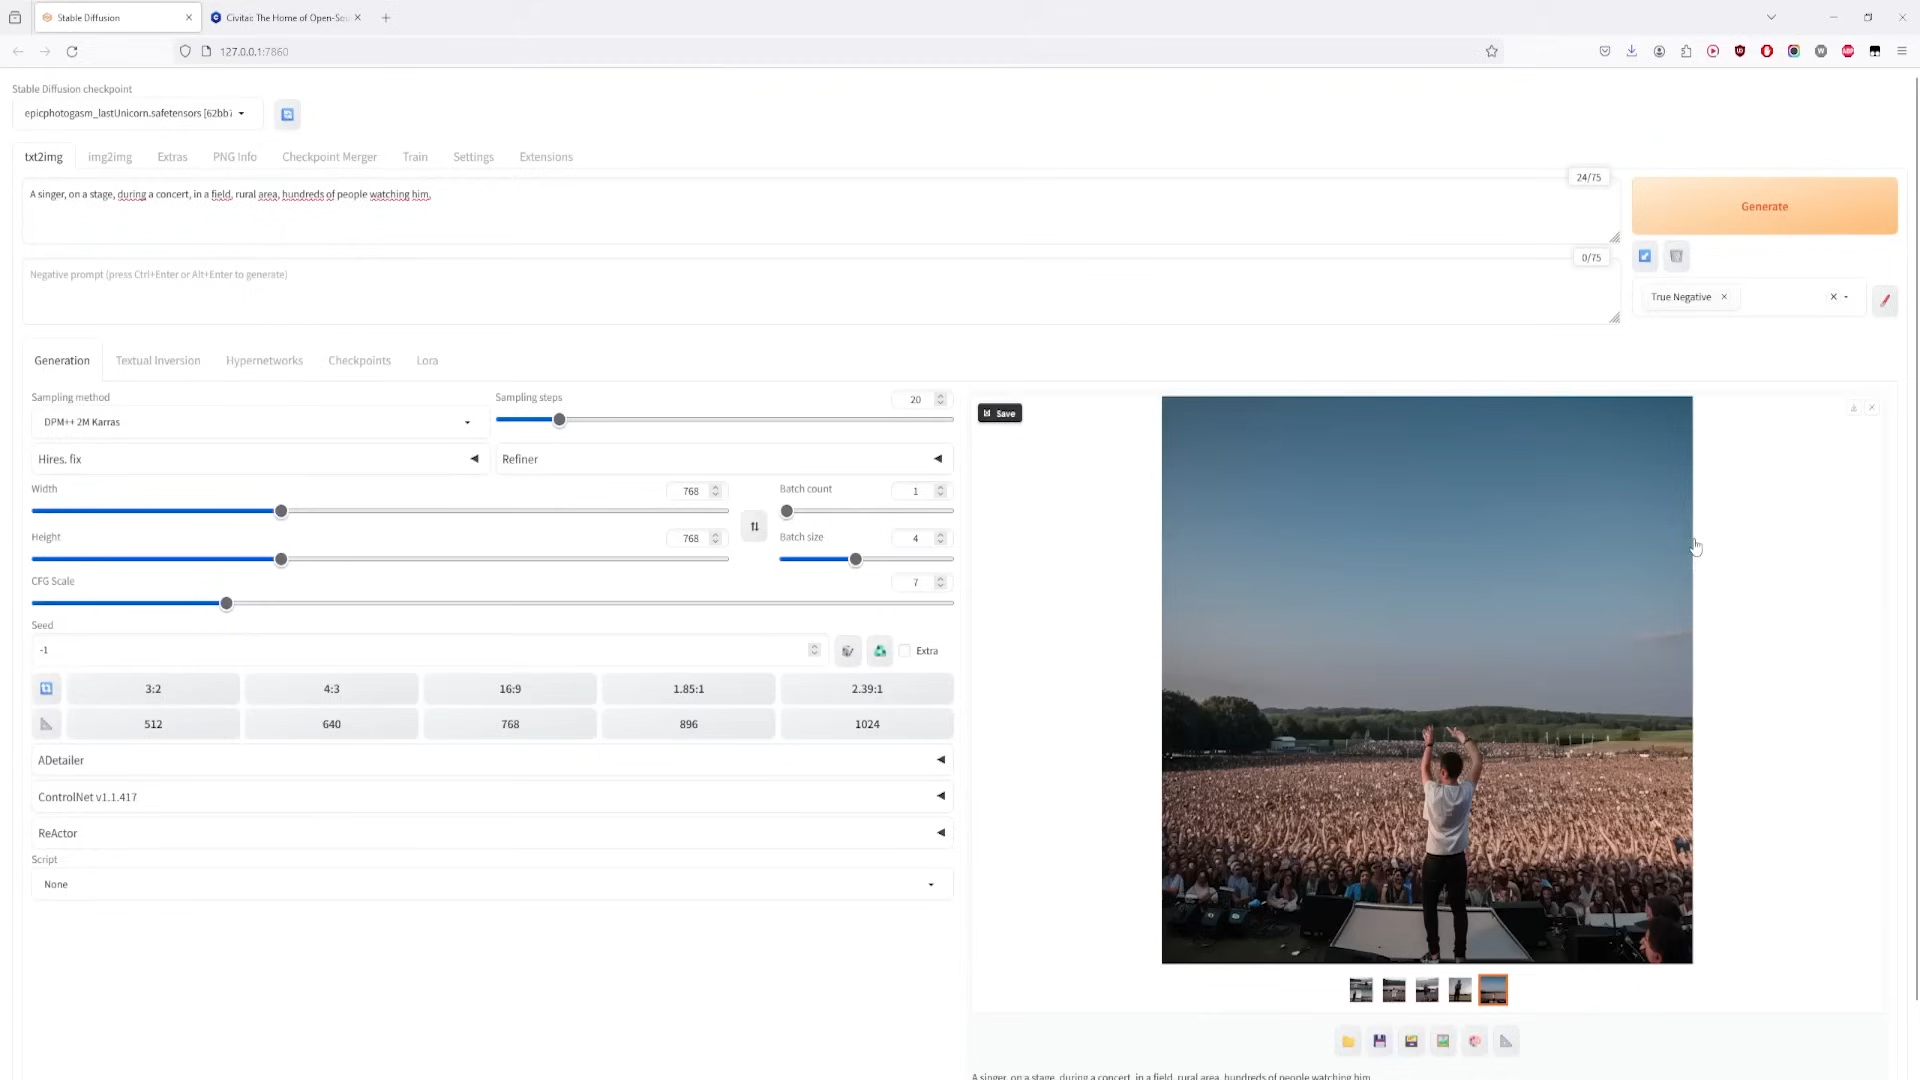 Stable Diffusion
Civitac The Home of Open-Sou
127.0.0.1:7860
Stable Diffusion checkpoint
epicphotogasm_lastUnicorn.safetensors [62bb7
txt2img
img2img
Extras
PNG Info
Checkpoint Merger
Train
Settings
Extensions
24/75
A singer, on a stage, during a concert, in a field, rural area, hundreds of people watching him,
Generate
0/75
Negative prompt (press Ctrl+Enter or Alt+Enter to generate)
True Negative
Generation
Textual Inversion
Hypernetworks
Checkpoints
Lora
Sampling method
Sampling steps
20
DPM++ 2M Karras
Save
Hires. fix
Refiner
Width
768
Batch count
1
Height
768
Batch size
4
CFG Scale
7
Seed
-1
Extra
3:2
4:3
16:9
1.85:1
2.39:1
512
640
768
896
1024
ADetailer
ControlNet v1.1.417
ReActor
Script
None
A singer, on a stage, during a concert, in a field, rural area, hundreds of people watching him,